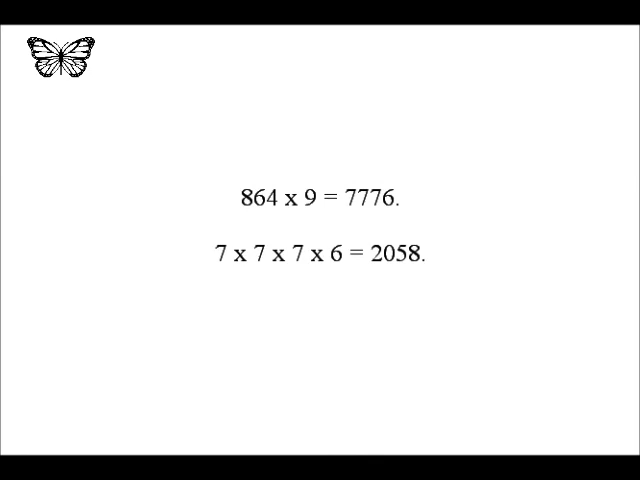 864 x 9 = 7776.
7 x 7 x 7 x 6 = 2058.